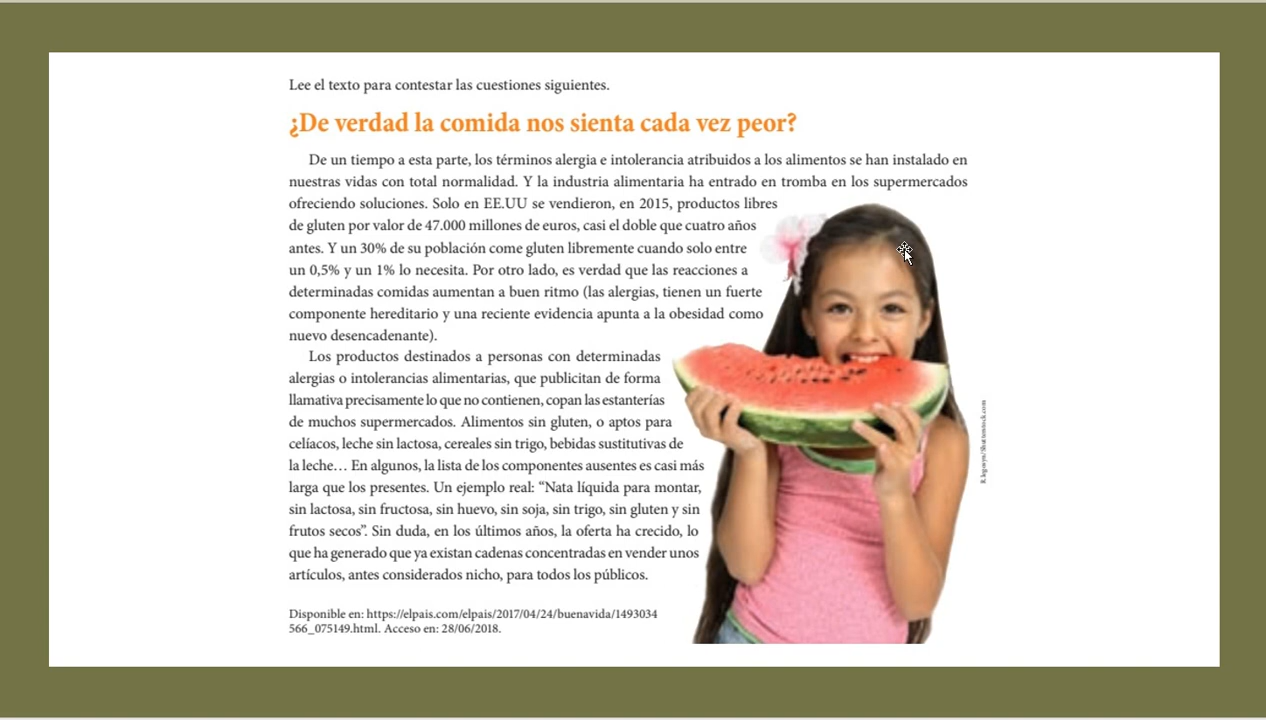 Lee el texto para contestar las cuestiones siguientes.
¿De verdad la comida nos sienta cada vez peor?
De un tiempo a esta parte, los términos alergia e intolerancia atribuidos a los alimentos se han instalado en
nuestras vidas con total normalidad. Y la industria alimentaria ha entrado en tromba en los supermercados
ofreciendo soluciones. Solo en EE.UU se vendieron, en 2015, productos libres
de gluten por valor de 47.000 millones de euros, casi el doble que cuatro años
antes. Y un 30% de su población come gluten libremente cuando solo entre
un 0,5% y un 1% lo necesita. Por otro lado, es verdad que las reacciones a
determinadas comidas aumentan a buen ritmo (las alergias, tienen un fuerte
componente hereditario y una reciente evidencia apunta a la obesidad como
nuevo desencadenante).
Los productos destinados a personas con determinadas
alergias o intolerancias alimentarias, que publicitan de forma
llamativa precisamente lo que no contienen, copan las estanterías
de muchos supermercados. Alimentos sin gluten, o aptos para
celíacos, leche sin lactosa, cereales sin trigo, bebidas sustitutivas de
la leche… En algunos, la lista de los componentes ausentes es casi más
larga que los presentes. Un ejemplo real: “Nata líquida para montar,
sin lactosa, sin fructosa, sin huevo, sin soja, sin trigo, sin gluten y sin
frutos secos”. Sin duda, en los últimos años, la oferta ha crecido, lo
que ha generado que ya existan cadenas concentradas en vender unos
artículos, antes considerados nicho, para todos los públicos.
Disponible en: https://elpais.com/elpais/2017/04/24/buenavida/1493034
566_075149.html. Acceso en: 28/06/2018.